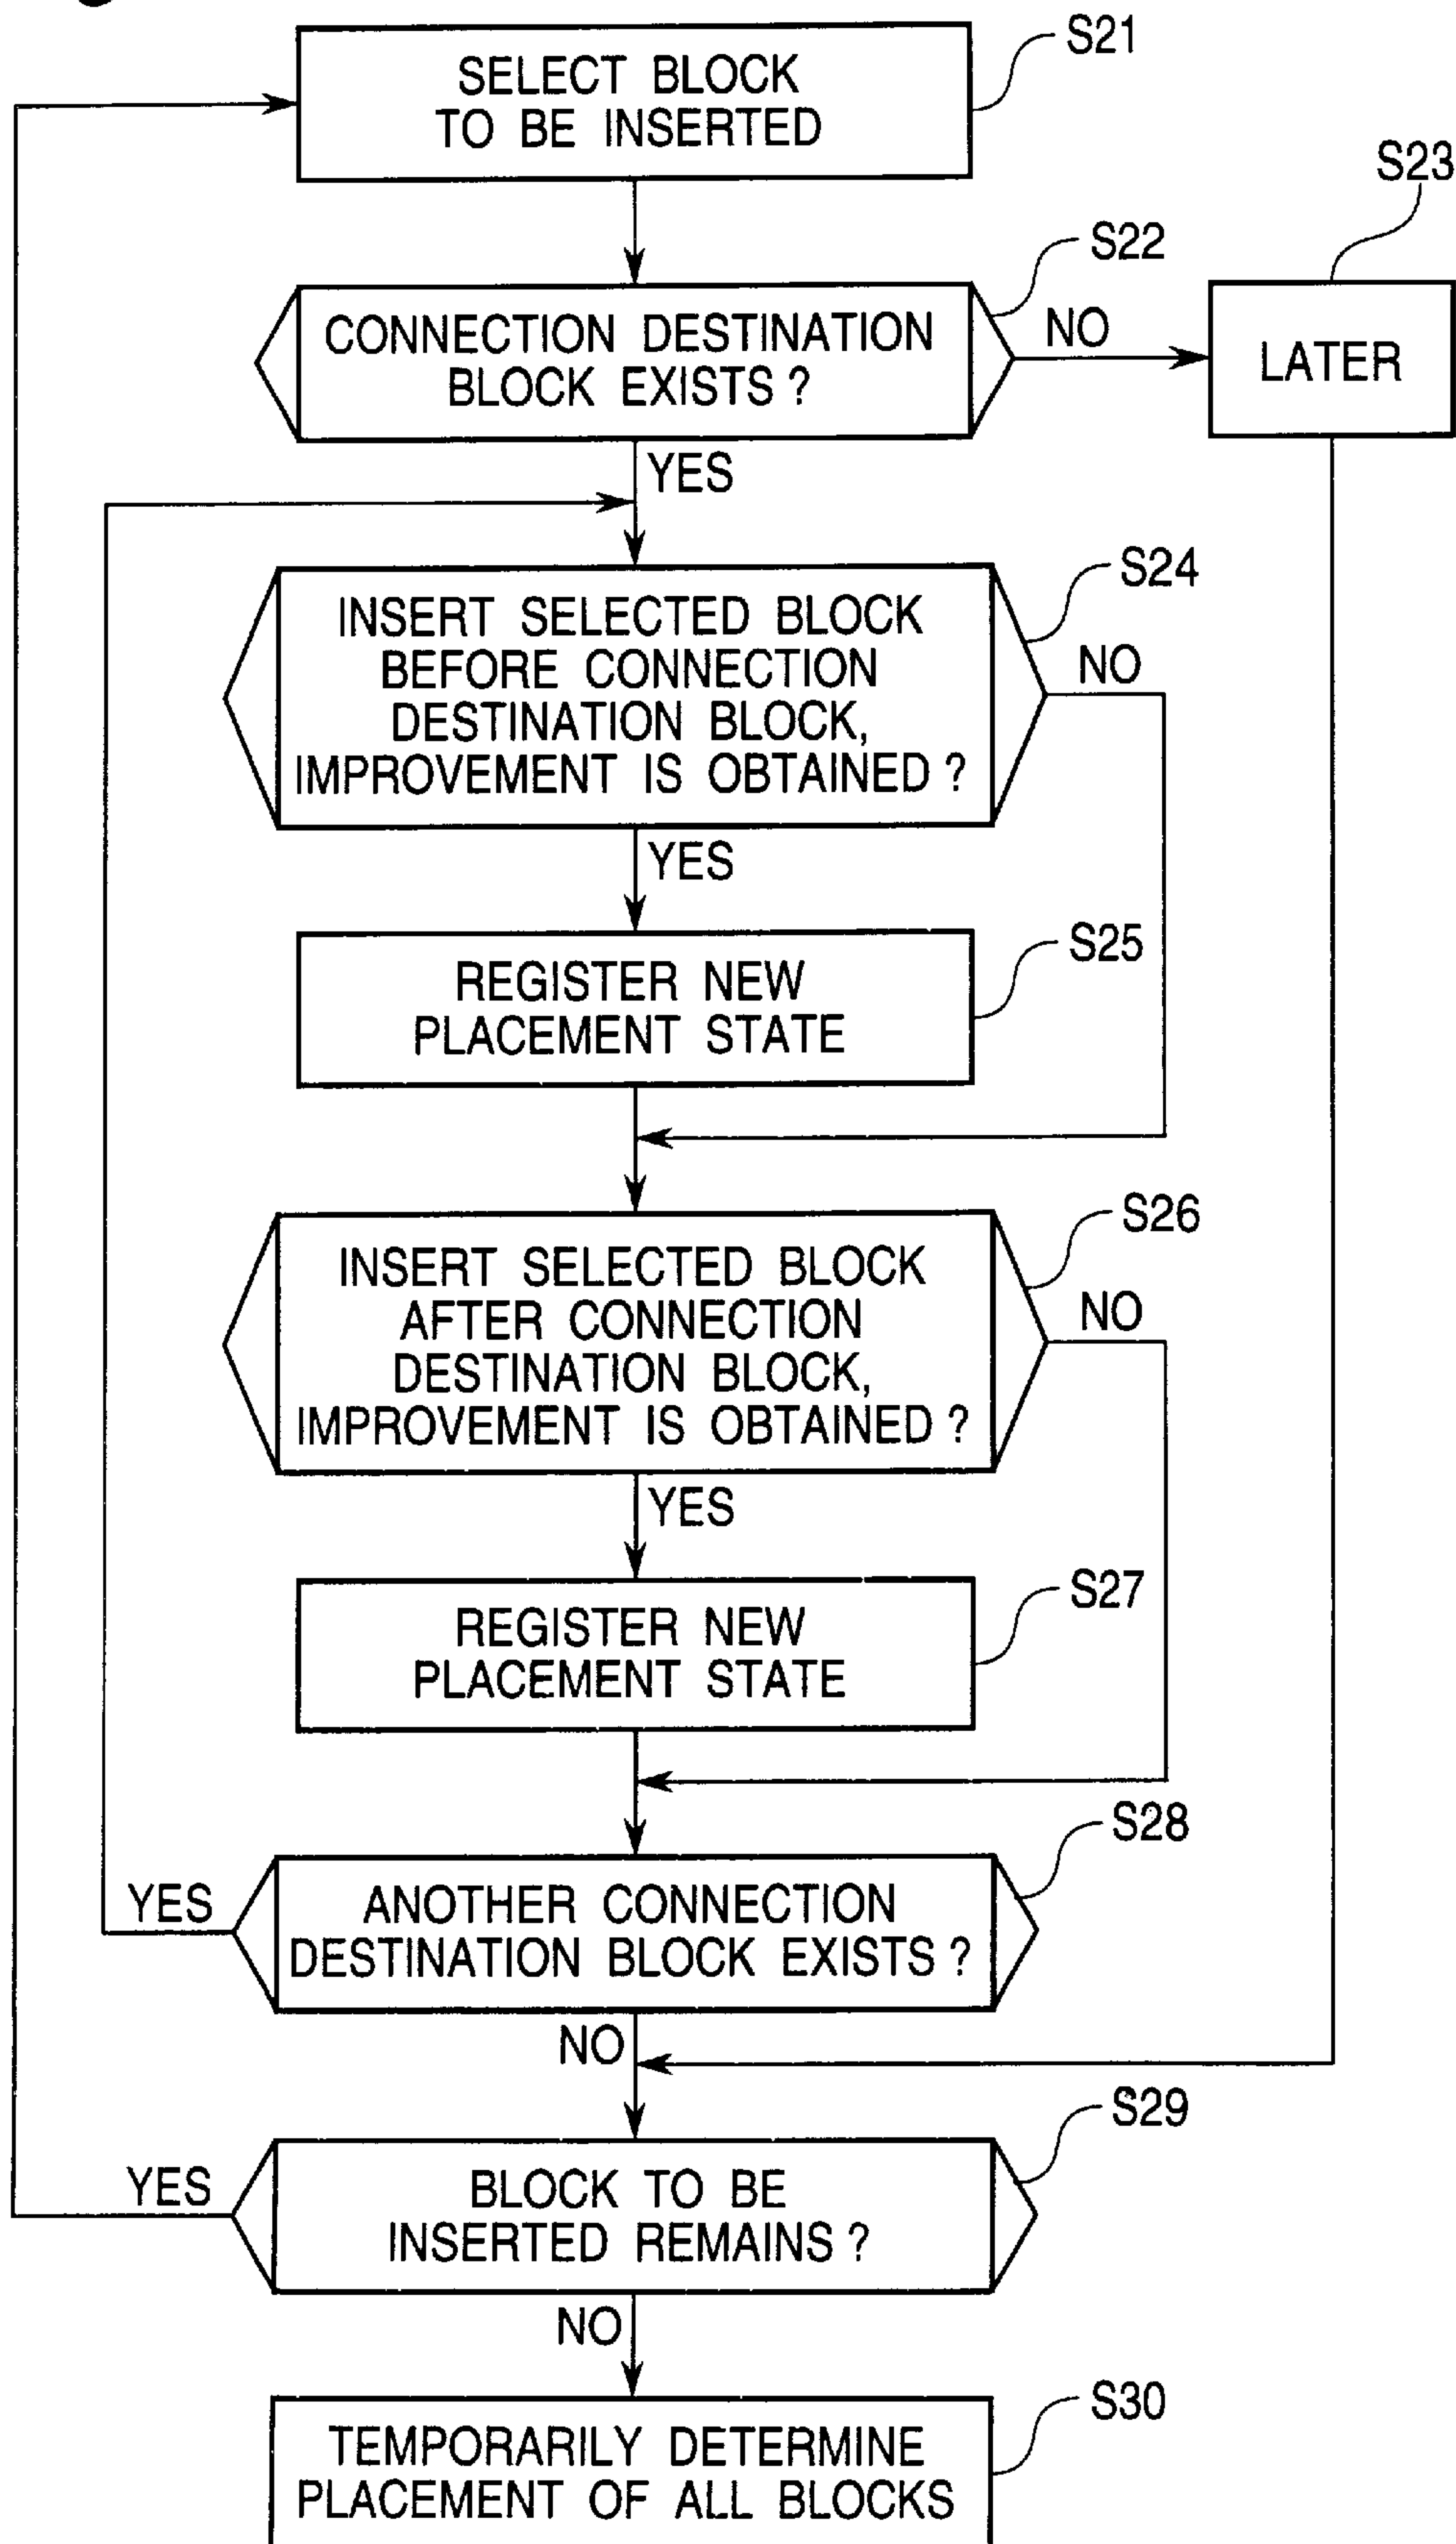 S21
SELECT BLOCK
TO BE INSERTED
S23
S22
CONNECTION DESTINATION
BLOCK EXISTS ?
NO
LATER
YES
S24
INSERT SELECTED BLOCK
BEFORE CONNECTION
DESTINATION BLOCK,
IMPROVEMENT IS OBTAINED ?
NO
YES
S25
REGISTER NEW
PLACEMENT STATE
S26
INSERT SELECTED BLOCK
AFTER CONNECTION
DESTINATION BLOCK,
IMPROVEMENT IS OBTAINED ?
NO
YES
S27
REGISTER NEW
PLACEMENT STATE
S28
YES
ANOTHER CONNECTION
DESTINATION BLOCK EXISTS ?
NO
S29
YES
BLOCK TO BE
INSERTED REMAINS ?
NO
S30
TEMPORARILY DETERMINE
PLACEMENT OF ALL BLOCKS